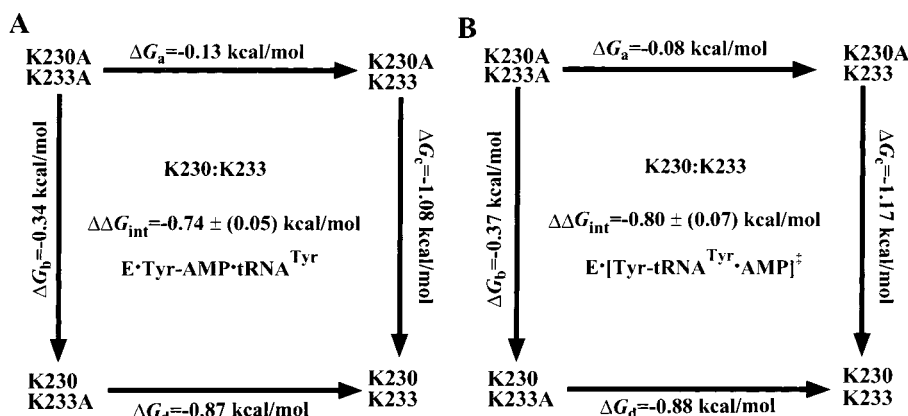 A
ΔGa=-0.13 kcal/mol
K230A
K233A
K230A
K233
ΔGb=-0.34 kcal/mol
K230:K233
ΔΔGint=-0.74 ± (0.05) kcal/mol
E·Tyr-AMP·tRNATyr
ΔGc=-1.08 kcal/mol
K230
K233A
K230
K233
ΔGd=-0.87 kcal/mol
B
ΔGa=-0.08 kcal/mol
K230A
K233A
K230A
K233
ΔGb=-0.37 kcal/mol
K230:K233
ΔΔGint=-0.80 ± (0.07) kcal/mol
E·[Tyr-tRNATyr·AMP]‡
ΔGc=-1.17 kcal/mol
K230
K233A
K230
K233
ΔGd=-0.88 kcal/mol